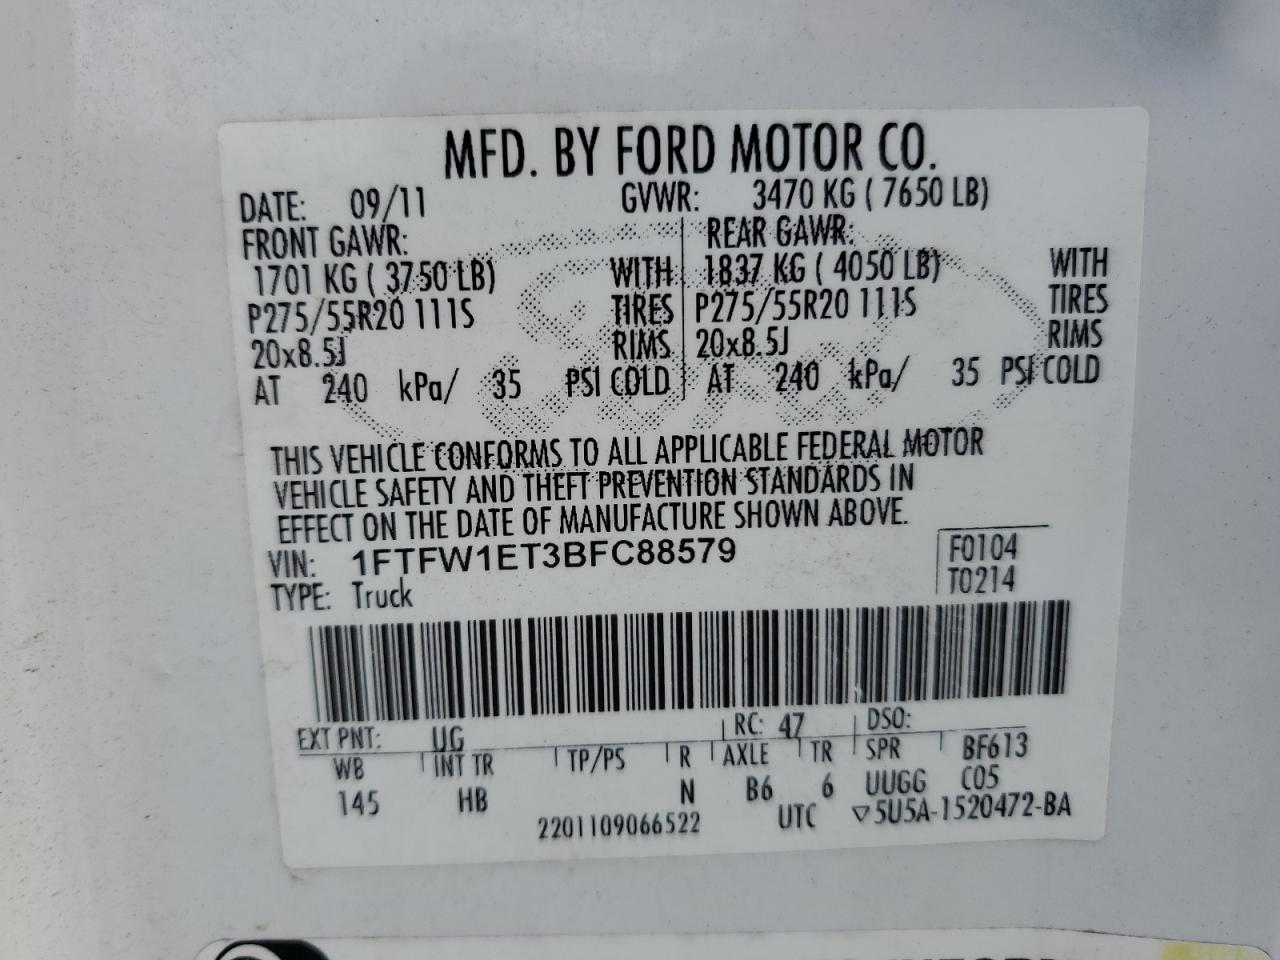 MFD. BY FORD MOTOR CO.
DATE: 09/11 GVWR: 3470 KG ( 7650 LB)
FRONT GAWR: REAR GAWR:
1701 KG ( 3750 LB) WITH 1837 KG ( 4050 LB) WITH
P275/55R20 111S TIRES P275/55R20 111S TIRES
20x8.5J RIMS 20x8.5J RIMS
AT 240 kPa/ 35 PSI COLD AT 240 kPa/ 35 PSI COLD
THIS VEHICLE CONFORMS TO ALL APPLICABLE FEDERAL MOTOR
VEHICLE SAFETY AND THEFT PREVENTION STANDARDS IN
EFFECT ON THE DATE OF MANUFACTURE SHOWN ABOVE.
VIN: 1FTFW1ET3BFC88579 F0104
TYPE: Truck T0214
EXT PNT: UG RC: 47 DSO:
WB INT TR TP/PS R AXLE TR SPR BF613
145 HB N B6 6 UUGG C05
2201109066522 UTC ▽5U5A-1520472-BA